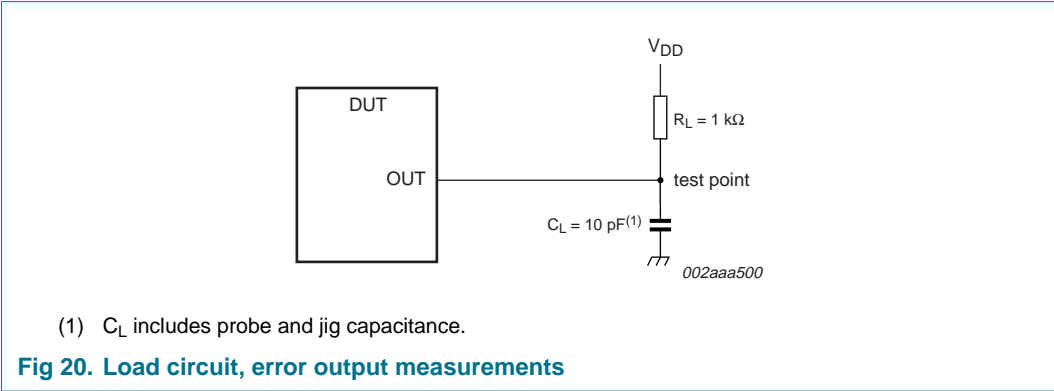 V_DD
DUT
R_L = 1 kΩ
OUT
test point
C_L = 10 pF(1)
002aaa500
(1) C_L includes probe and jig capacitance.
Fig 20. Load circuit, error output measurements